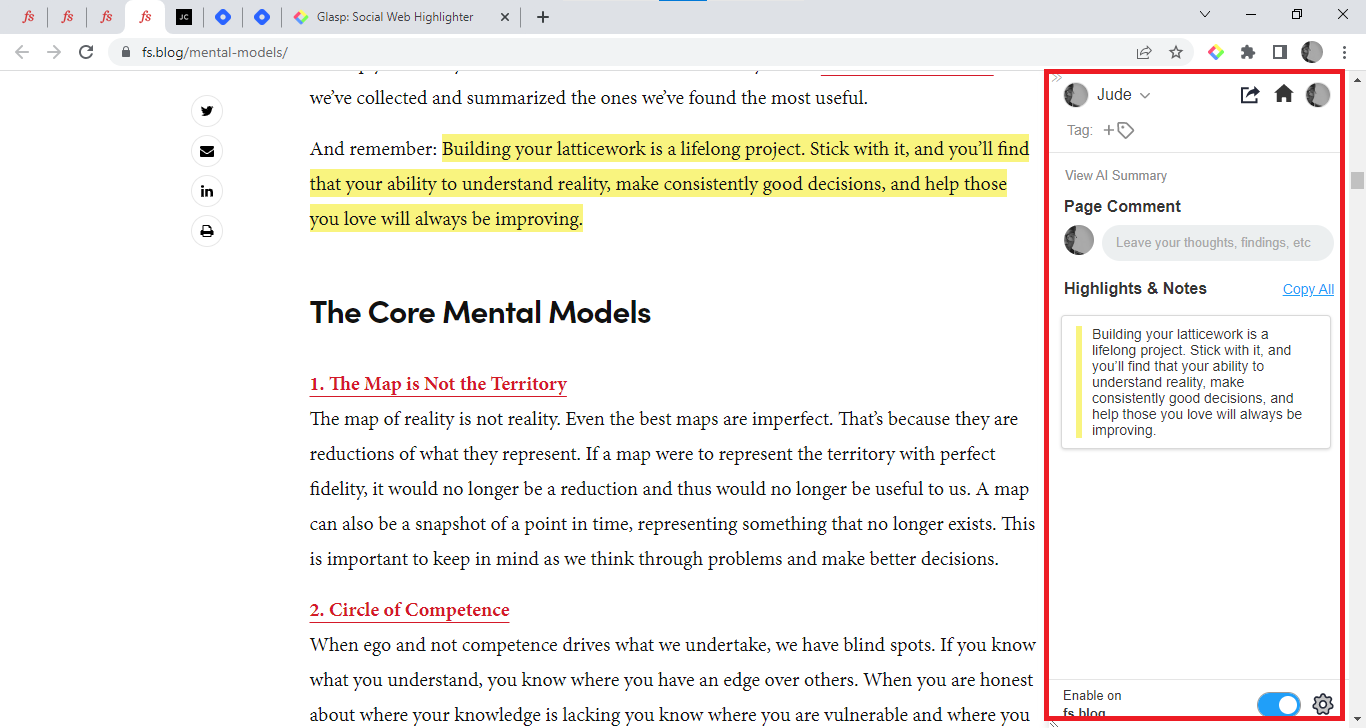 fs
fs
fs
fs
JC
Glasp: Social Web Highlighter
fs.blog/mental-models/
we’ve collected and summarized the ones we’ve found the most useful.
And remember: Building your latticework is a lifelong project. Stick with it, and you’ll find
that your ability to understand reality, make consistently good decisions, and help those
you love will always be improving.
The Core Mental Models
1. The Map is Not the Territory
The map of reality is not reality. Even the best maps are imperfect. That’s because they are
reductions of what they represent. If a map were to represent the territory with perfect
fidelity, it would no longer be a reduction and thus would no longer be useful to us. A map
can also be a snapshot of a point in time, representing something that no longer exists. This
is important to keep in mind as we think through problems and make better decisions.
2. Circle of Competence
When ego and not competence drives what we undertake, we have blind spots. If you know
what you understand, you know where you have an edge over others. When you are honest
about where your knowledge is lacking you know where you are vulnerable and where you
Jude
Tag: +
View AI Summary
Page Comment
Leave your thoughts, findings, etc
Highlights & Notes
Copy All
Building your latticework is a
lifelong project. Stick with it, and
you’ll find that your ability to
understand reality, make
consistently good decisions, and
help those you love will always be
improving.
Enable on
fs.blog